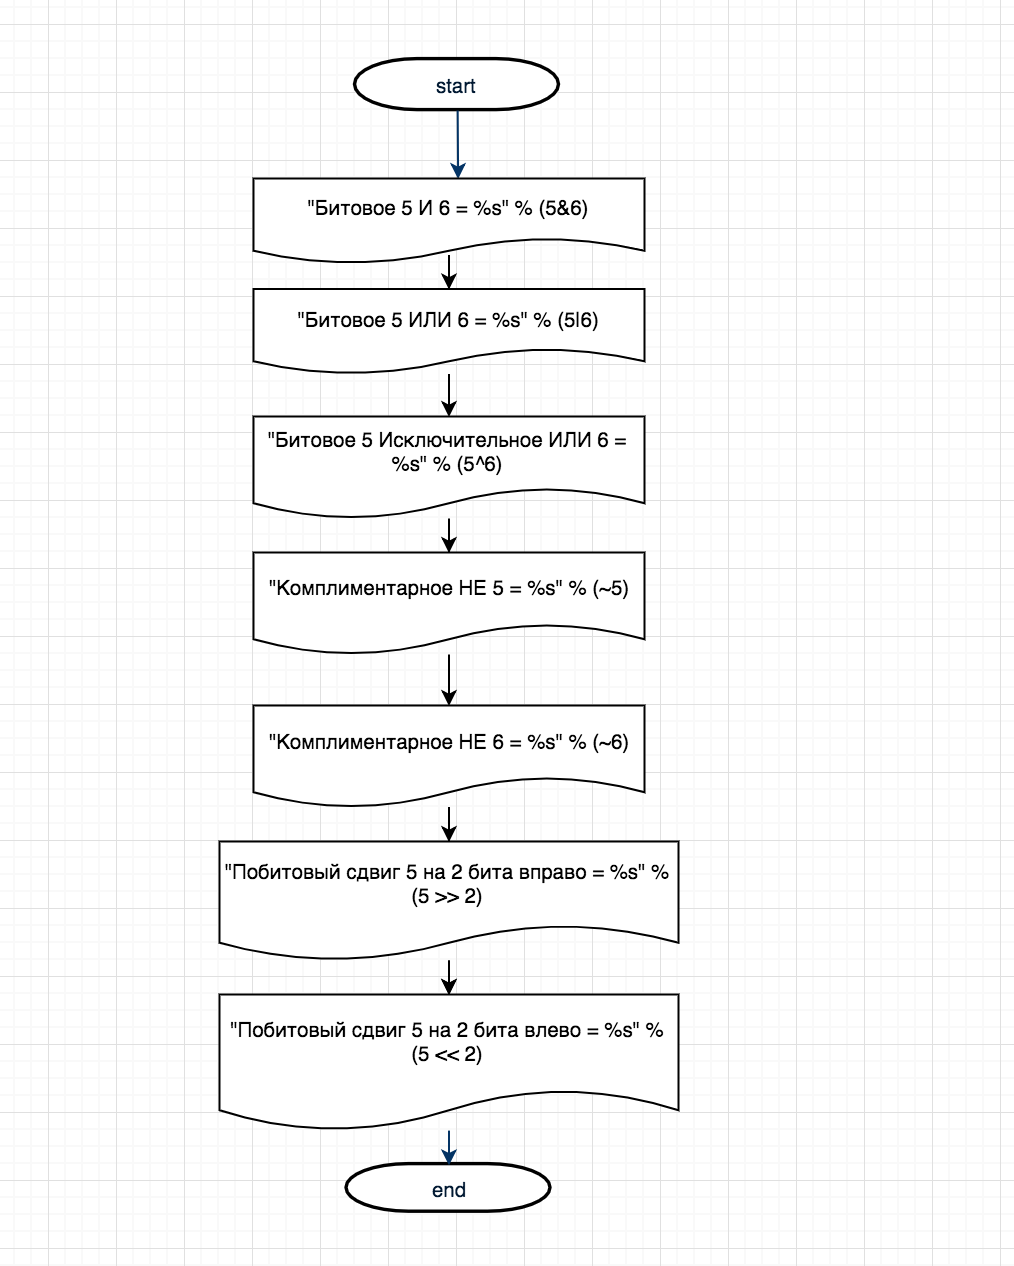 start
"Битовое 5 И 6 = %s" % (5&6)
"Битовое 5 ИЛИ 6 = %s" % (5|6)
"Битовое 5 Исключительное ИЛИ 6 =
%s" % (5^6)
"Комплиментарное НЕ 5 = %s" % (~5)
"Комплиментарное НЕ 6 = %s" % (~6)
"Побитовый сдвиг 5 на 2 бита вправо = %s" %
(5 >> 2)
"Побитовый сдвиг 5 на 2 бита влево = %s" %
(5 << 2)
end